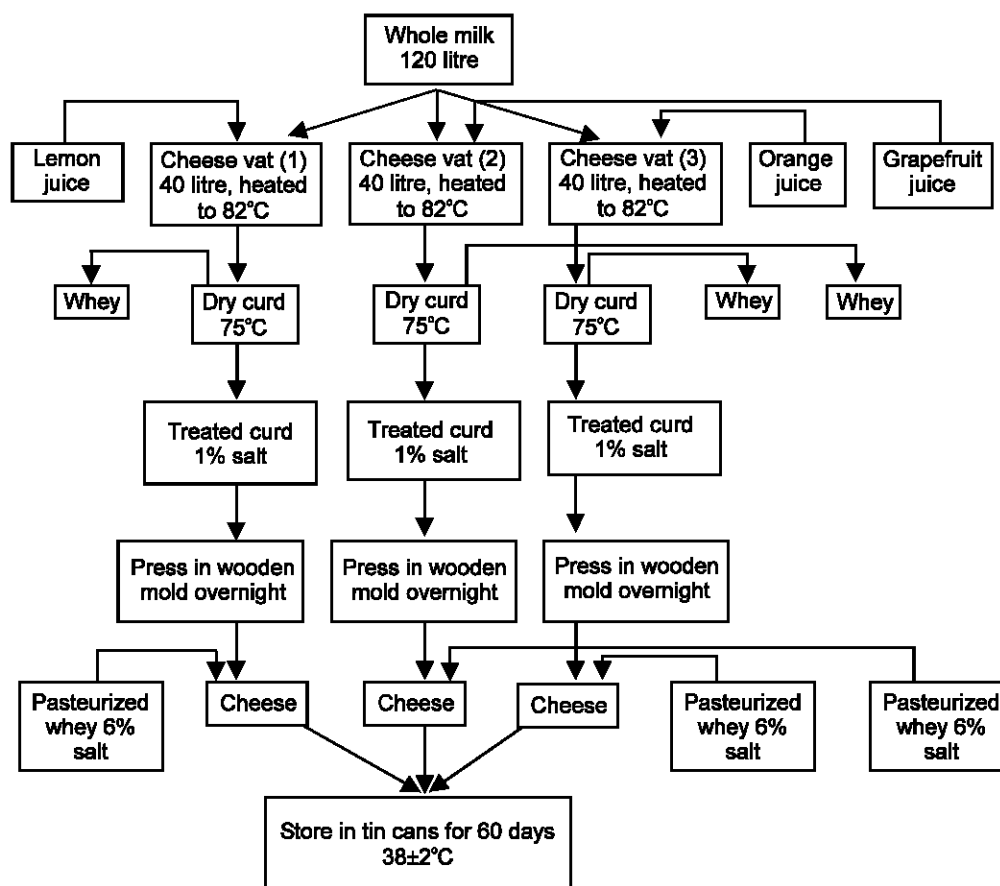 Whole milk
120 litre
Lemon
juice
Cheese vat (1)
40 litre, heated
to 82°C
Cheese vat (2)
40 litre, heated
to 82°C
Cheese vat (3)
40 litre, heated
to 82°C
Orange
juice
Grapefruit
juice
Whey
Dry curd
75°C
Dry curd
75°C
Dry curd
75°C
Whey
Whey
Treated curd
1% salt
Treated curd
1% salt
Treated curd
1% salt
Press in wooden
mold overnight
Press in wooden
mold overnight
Press in wooden
mold overnight
Pasteurized
whey 6%
salt
Cheese
Cheese
Cheese
Pasteurized
whey 6%
salt
Pasteurized
whey 6%
salt
Store in tin cans for 60 days
38±2°C